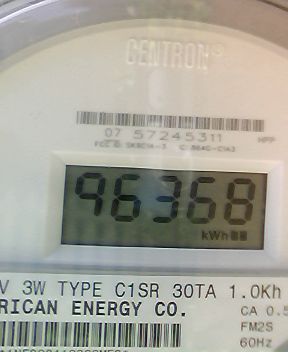 CENTRON®
07 57245311
96368
kWh
V 3W TYPE C1SR 30TA 1.0Kh
RICAN ENERGY CO.
CA 0.5
FM2S
60Hz